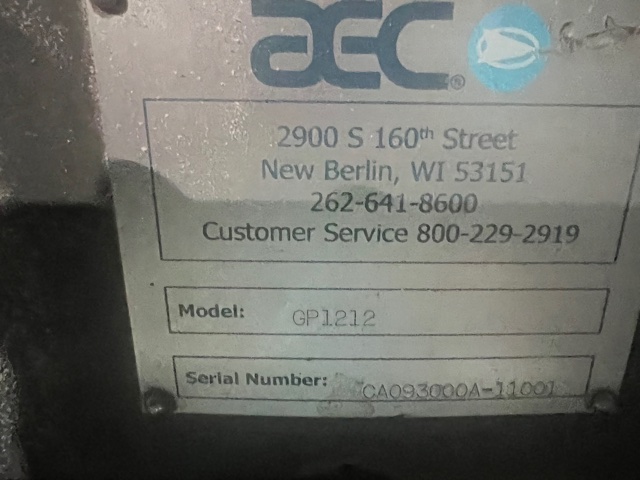 AEC®
2900 S 160th Street
New Berlin, WI 53151
262-641-8600
Customer Service 800-229-2919
Model: GP1212
Serial Number: CA093000A-11001